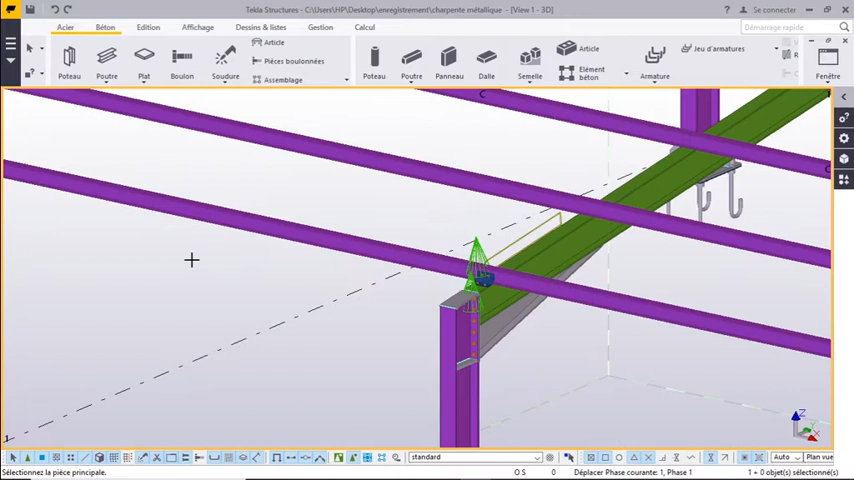 Tekla Structures - C:\Users\HP\Desktop\enregistrement\charpente métallique - [View 1 - 3D]
Se connecter
Acier
Béton
Edition
Affichage
Dessins & listes
Gestion
Calcul
Démarrage rapide
Poteau
Poutre
Plat
Boulon
Soudure
Article
Pièces boulonnées
Assemblage
Poteau
Poutre
Panneau
Dalle
Semelle
Article
Elément béton
Armature
Jeu d'armatures
Fenêtre
C
C
1
Z
standard
Auto
Plan vue
Sélectionnez la pièce principale.
O S
0
Déplacer
Phase courante: 1, Phase 1
1 + 0 objet(s) sélectionné(s)